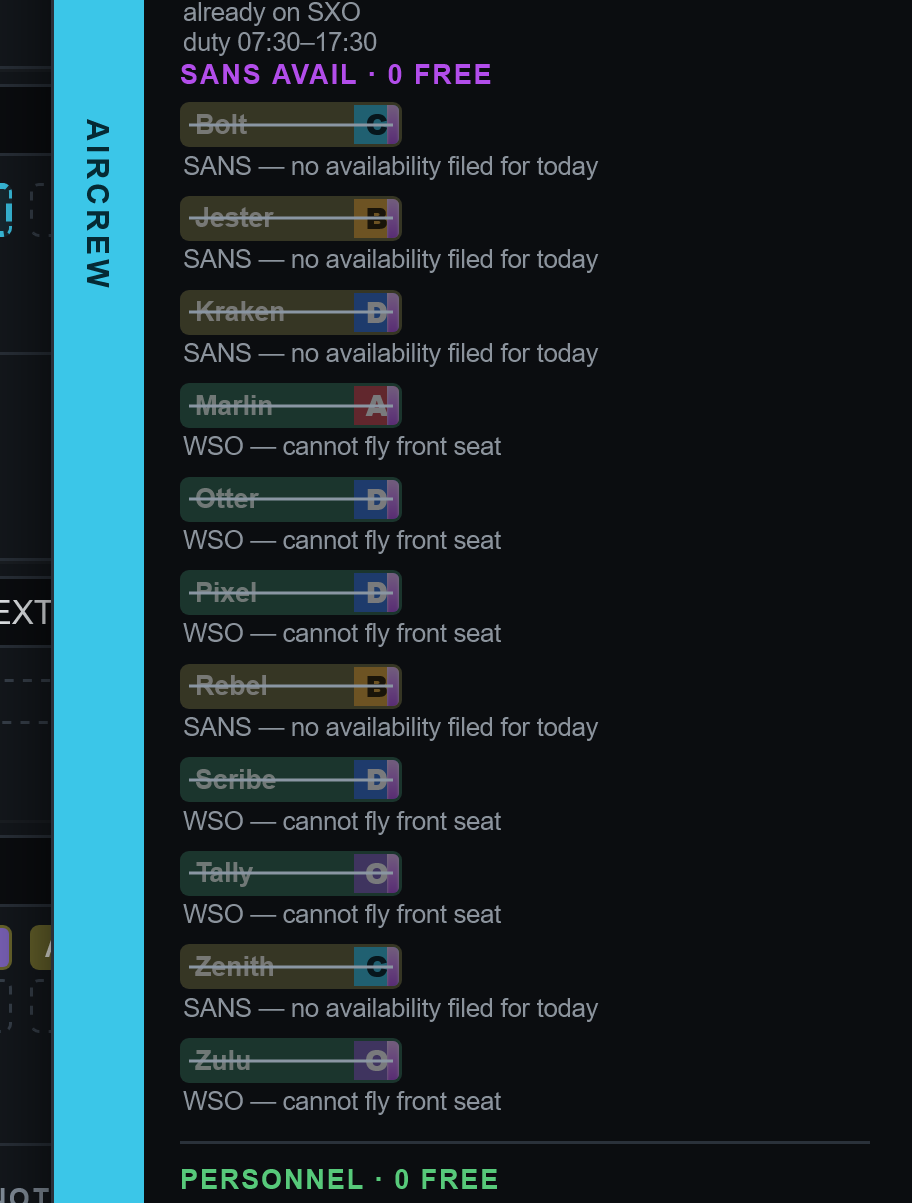 already on SXO
duty 07:30–17:30
SANS AVAIL · 0 FREE
AIRCREW
Bolt C
SANS — no availability filed for today
Jester B
SANS — no availability filed for today
Kraken D
SANS — no availability filed for today
Marlin A
WSO — cannot fly front seat
Otter D
WSO — cannot fly front seat
Pixel D
WSO — cannot fly front seat
EXT
Rebel B
SANS — no availability filed for today
Scribe D
WSO — cannot fly front seat
Tally O
WSO — cannot fly front seat
Zenith C
SANS — no availability filed for today
Zulu O
WSO — cannot fly front seat
PERSONNEL · 0 FREE